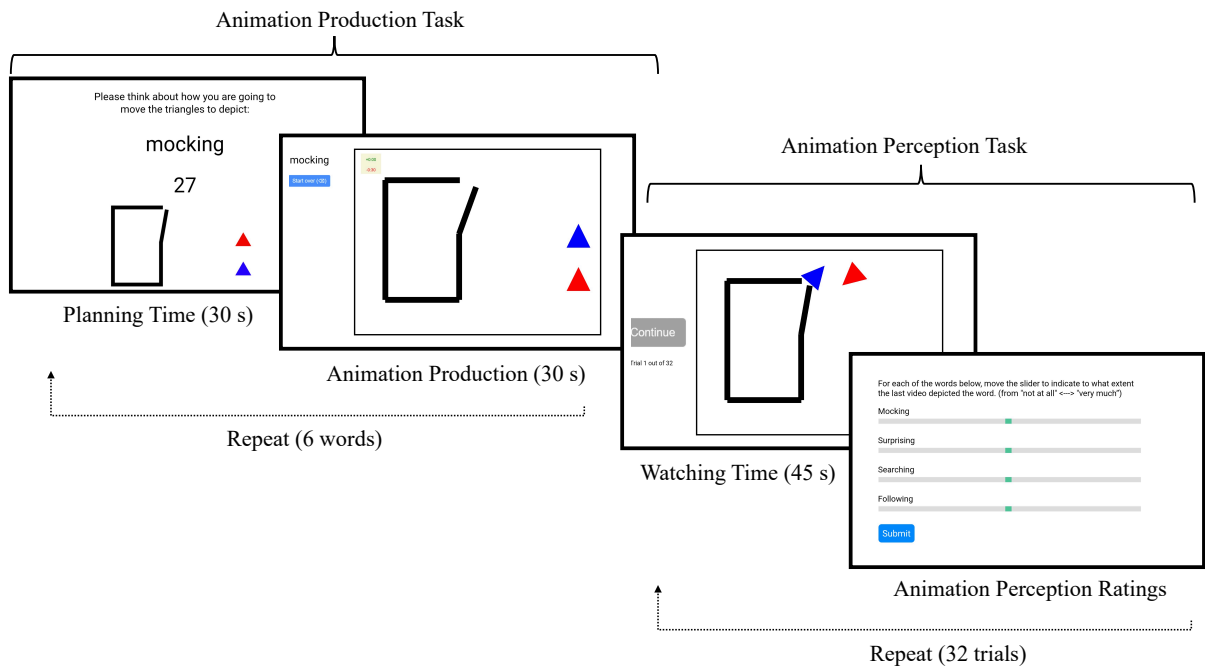 Animation Production Task
Please think about how you are going to
move the triangles to depict:
mocking
27
Planning Time (30 s)
mocking
Start over (-30)
+0:30
-0:30
Animation Production (30 s)
Repeat (6 words)
Animation Perception Task
Continue
Trial 1 out of 32
Watching Time (45 s)
For each of the words below, move the slider to indicate to what extent
the last video depicted the word. (from "not at all" <---> "very much")
Mocking
Surprising
Searching
Following
Submit
Animation Perception Ratings
Repeat (32 trials)